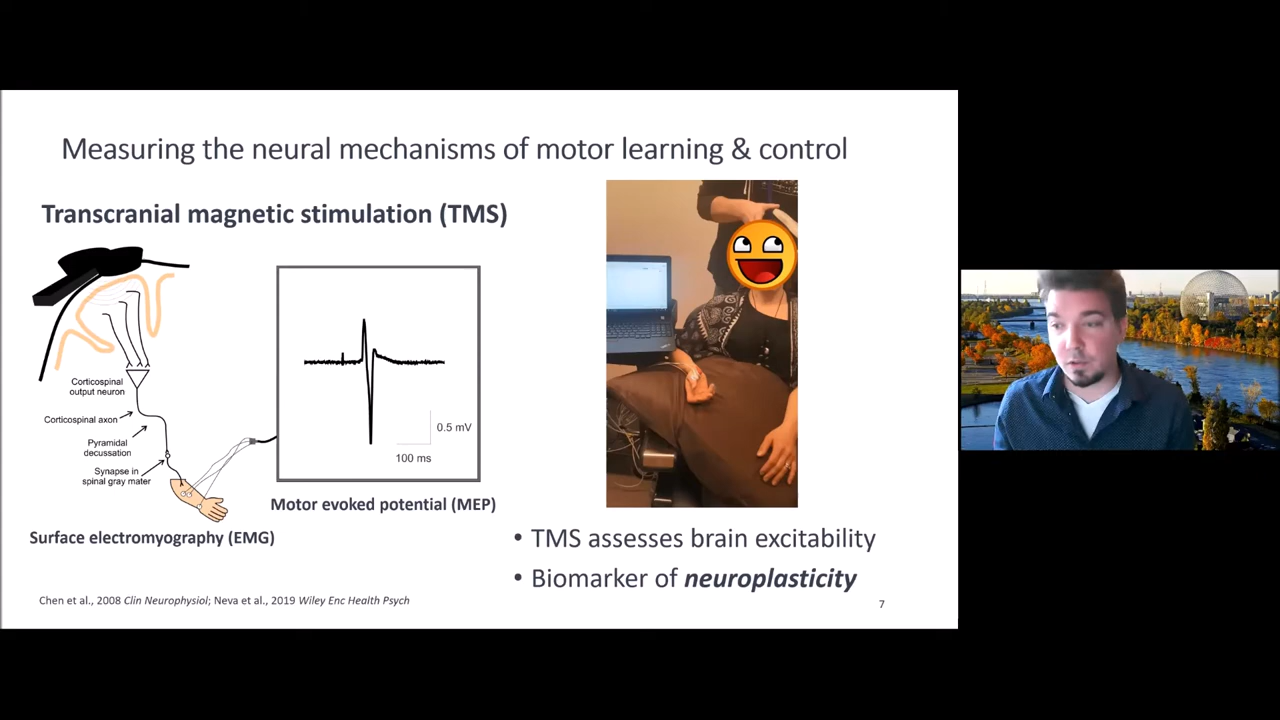 Measuring the neural mechanisms of motor learning & control
Transcranial magnetic stimulation (TMS)
Corticospinal
output neuron
Corticospinal axon
Pyramidal
decussation
Synapse in
spinal gray mater
0.5 mV
100 ms
Motor evoked potential (MEP)
Surface electromyography (EMG)
• TMS assesses brain excitability
• Biomarker of neuroplasticity
Chen et al., 2008 Clin Neurophysiol; Neva et al., 2019 Wiley Enc Health Psych
7